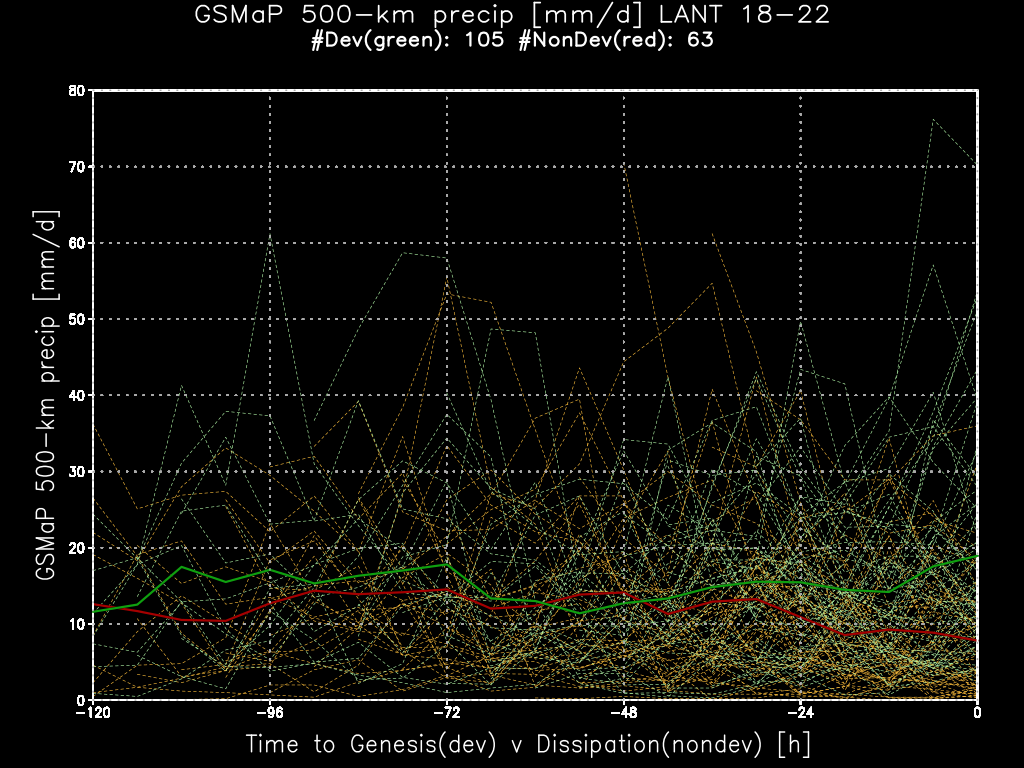 GSMaP 500-km precip [mm/d] LANT 18-22
#Dev(green): 105 #NonDev(red): 63
80
70
60
50
40
30
20
10
0
GSMaP 500-km precip [mm/d]
-120 -96 -72 -48 -24 0
Time to Genesis(dev) v Dissipation(nondev) [h]